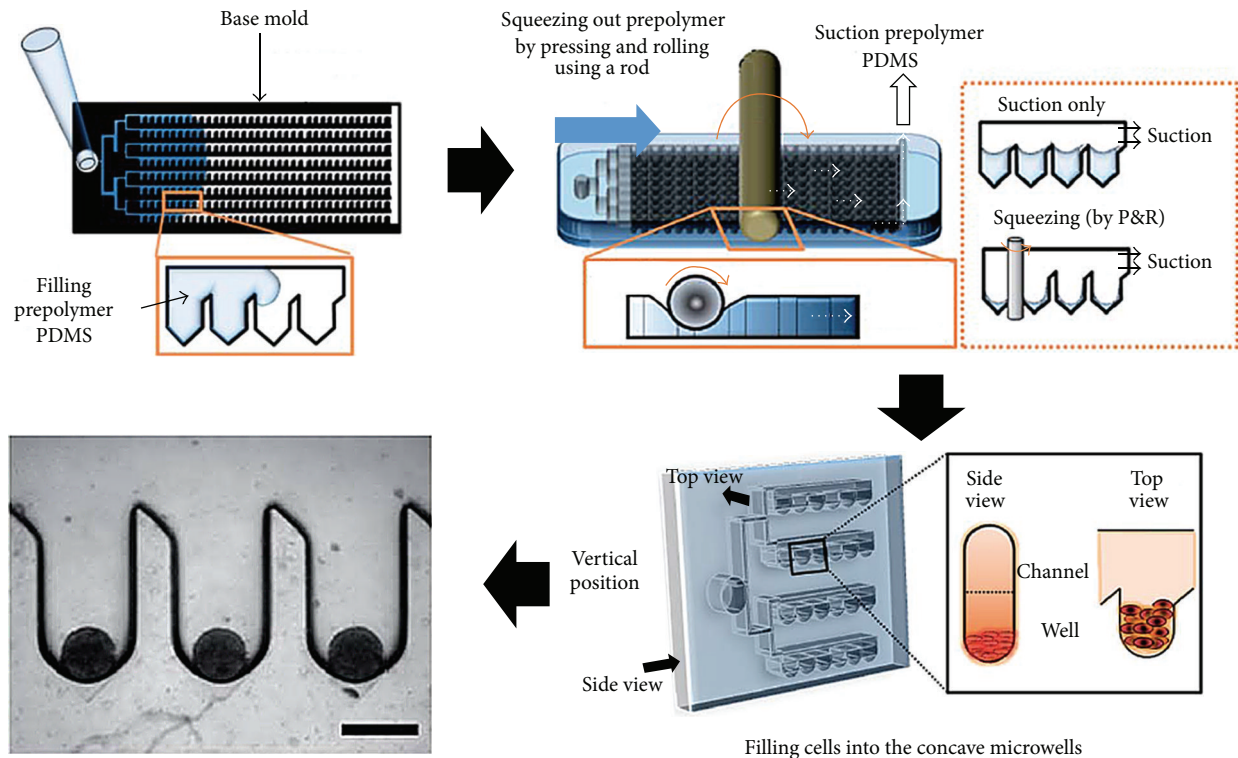 Base mold
Filling
prepolymer
PDMS
Squeezing out prepolymer
by pressing and rolling
using a rod
Suction prepolymer
PDMS
Suction only
Suction
Squeezing (by P&R)
Suction
Top view
Side view
Vertical
position
Side
view
Top
view
Channel
Well
Filling cells into the concave microwells